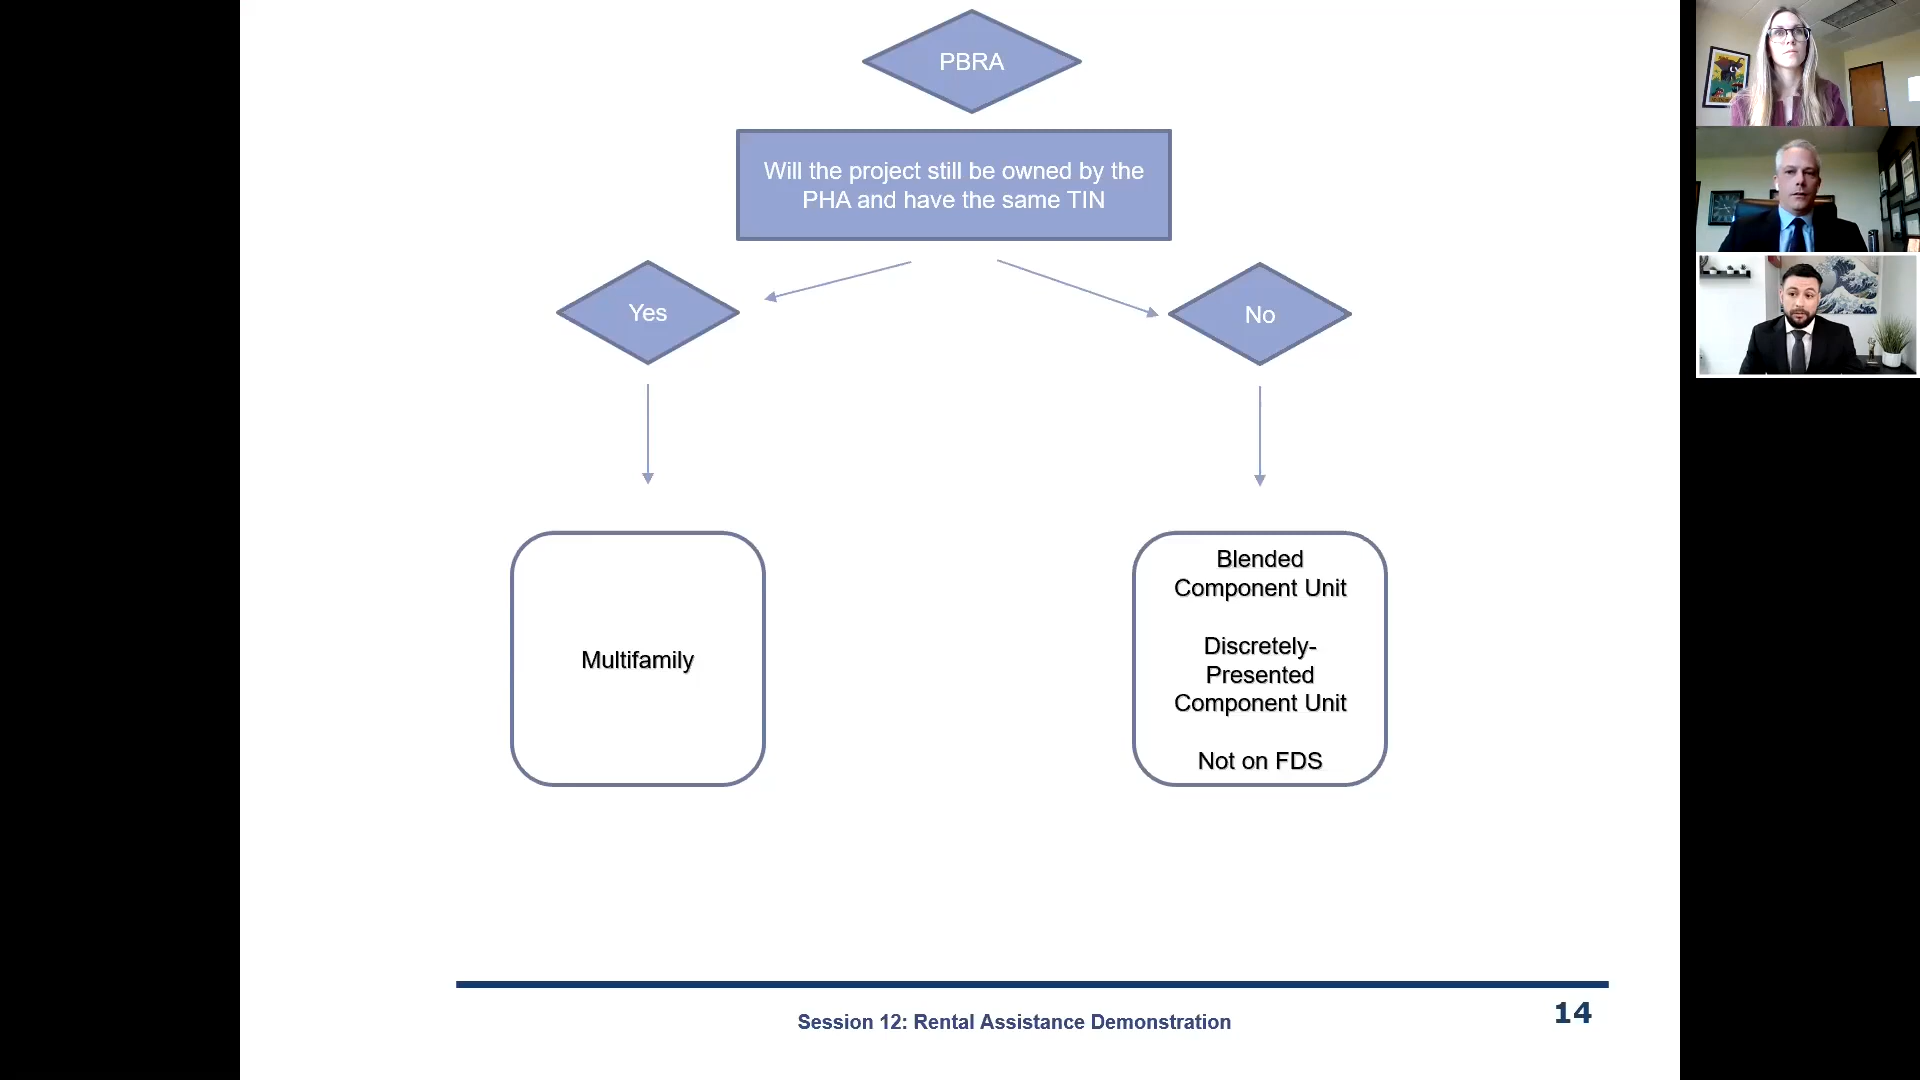 PBRA
Will the project still be owned by the
PHA and have the same TIN
Yes
No
Multifamily
Blended
Component Unit
Discretely-
Presented
Component Unit
Not on FDS
Session 12: Rental Assistance Demonstration
14